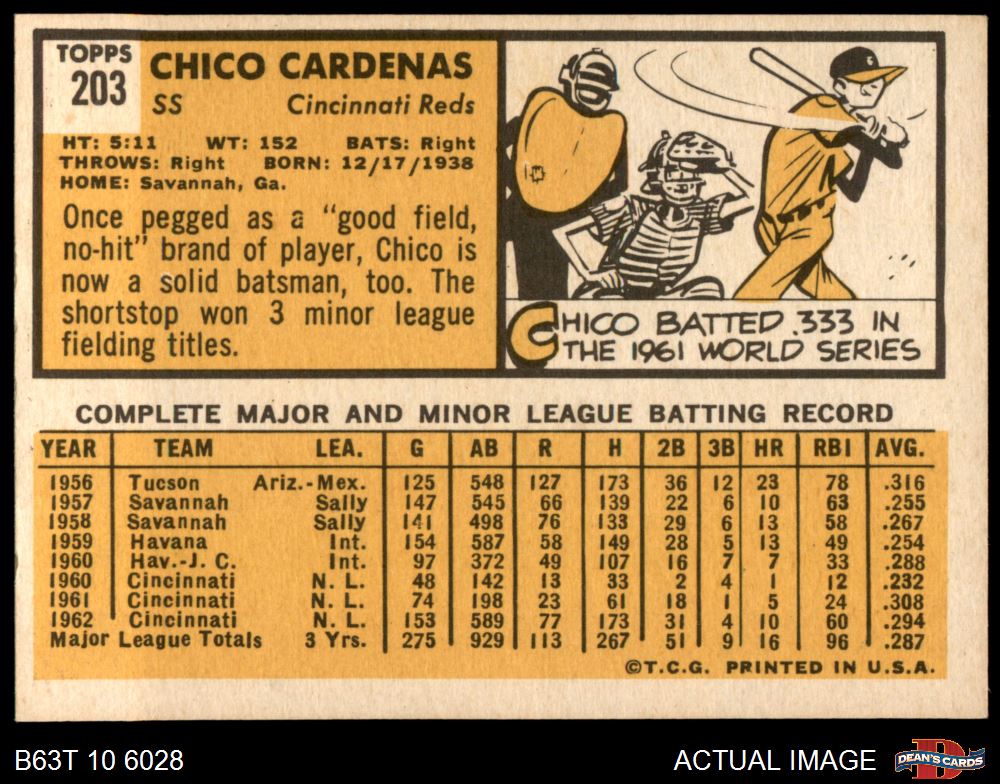 TOPPS
203
CHICO CARDENAS
SS Cincinnati Reds
HT: 5:11 WT: 152 BATS: Right
THROWS: Right BORN: 12/17/1938
HOME: Savannah, Ga.
Once pegged as a "good field,
no-hit" brand of player, Chico is
now a solid batsman, too. The
shortstop won 3 minor league
fielding titles.
CHICO BATTED .333 IN
THE 1961 WORLD SERIES
COMPLETE MAJOR AND MINOR LEAGUE BATTING RECORD
YEAR TEAM LEA. G AB R H 2B 3B HR RBI AVG.
1956 Tucson Ariz.-Mex. 125 548 127 173 36 12 23 78 .316
1957 Savannah Sally 147 545 66 139 22 6 10 63 .255
1958 Savannah Sally 141 498 76 133 29 6 13 58 .267
1959 Havana Int. 154 587 58 149 28 5 13 49 .254
1960 Hav.-J. C. Int. 97 372 49 107 16 7 7 33 .288
1960 Cincinnati N. L. 48 142 13 33 2 4 1 12 .232
1961 Cincinnati N. L. 74 198 23 61 18 1 5 24 .308
1962 Cincinnati N. L. 153 589 77 173 31 4 10 60 .294
Major League Totals 3 Yrs. 275 929 113 267 51 9 16 96 .287
©T.C.G. PRINTED IN U.S.A.
B63T 10 6028 ACTUAL IMAGE
D
DEAN'S CARDS